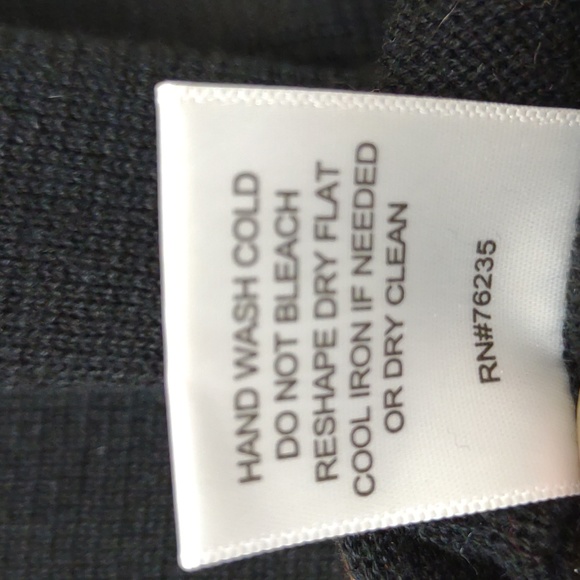 HAND WASH COLD
DO NOT BLEACH
RESHAPE DRY FLAT
COOL IRON IF NEEDED
OR DRY CLEAN
RN#76235